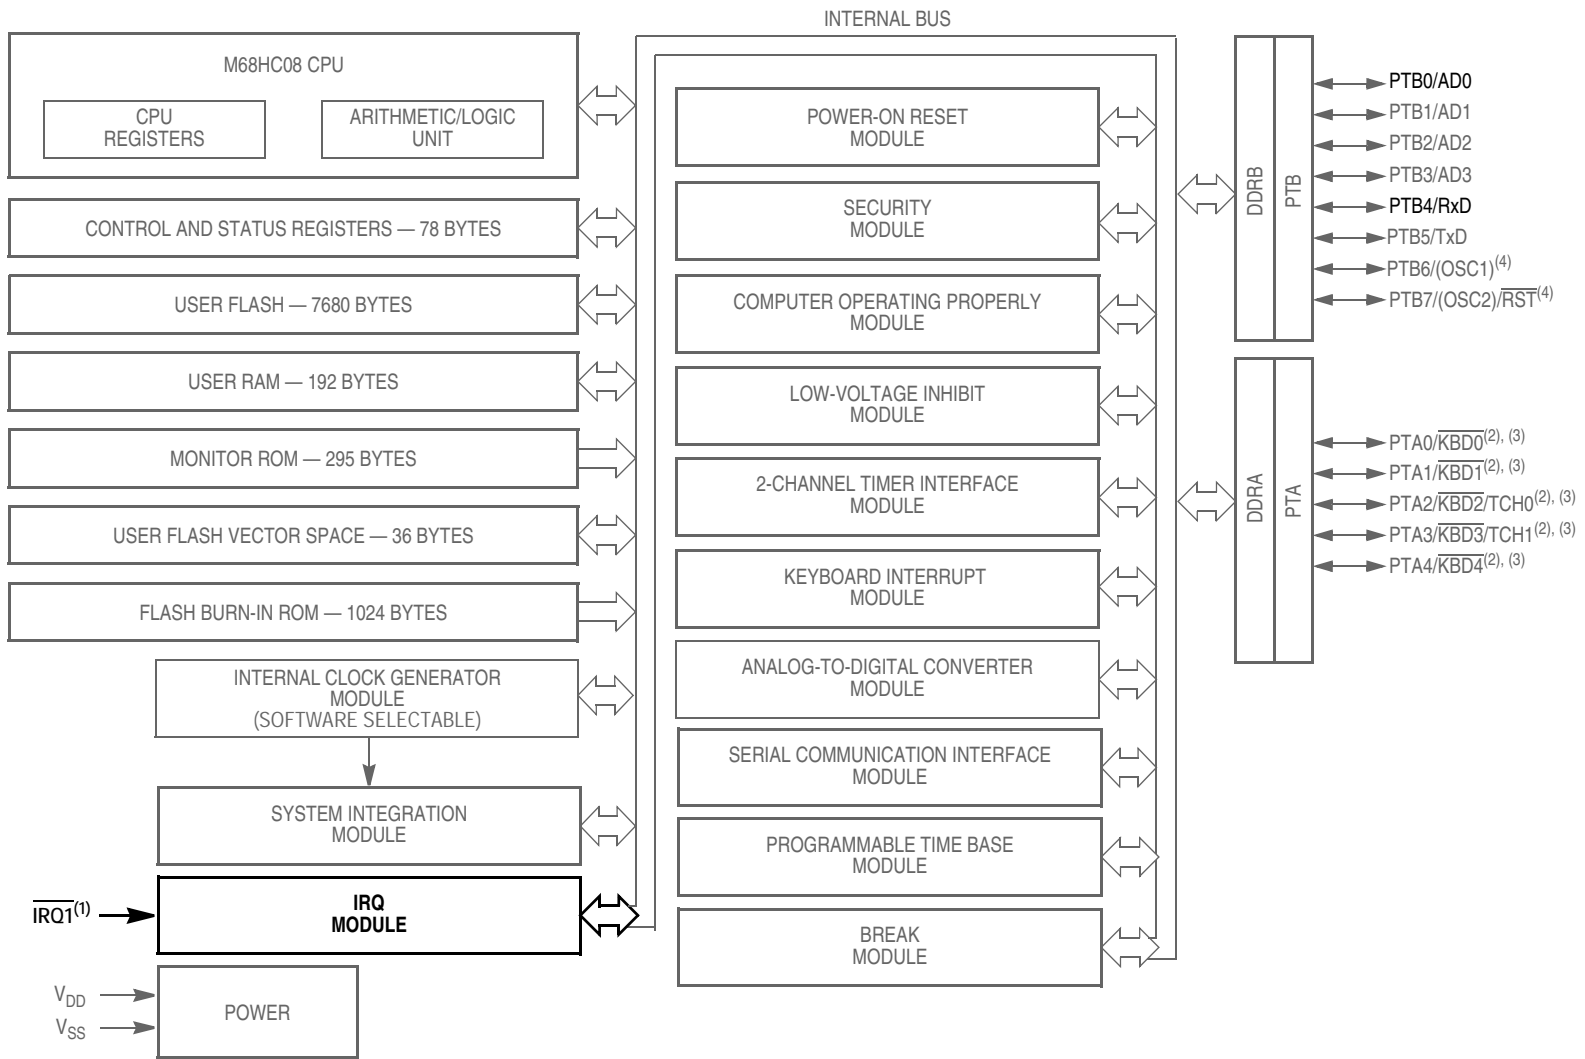 INTERNAL BUS
M68HC08 CPU
CPU
REGISTERS
ARITHMETIC/LOGIC
UNIT
CONTROL AND STATUS REGISTERS — 78 BYTES
USER FLASH — 7680 BYTES
USER RAM — 192 BYTES
MONITOR ROM — 295 BYTES
USER FLASH VECTOR SPACE — 36 BYTES
FLASH BURN-IN ROM — 1024 BYTES
INTERNAL CLOCK GENERATOR
MODULE
(SOFTWARE SELECTABLE)
SYSTEM INTEGRATION
MODULE
IRQ1(1)
IRQ
MODULE
VDD
VSS
POWER
POWER-ON RESET
MODULE
SECURITY
MODULE
COMPUTER OPERATING PROPERLY
MODULE
LOW-VOLTAGE INHIBIT
MODULE
2-CHANNEL TIMER INTERFACE
MODULE
KEYBOARD INTERRUPT
MODULE
ANALOG-TO-DIGITAL CONVERTER
MODULE
SERIAL COMMUNICATION INTERFACE
MODULE
PROGRAMMABLE TIME BASE
MODULE
BREAK
MODULE
DDRB
PTB
PTB0/AD0
PTB1/AD1
PTB2/AD2
PTB3/AD3
PTB4/RxD
PTB5/TxD
PTB6/(OSC1)(4)
PTB7/(OSC2)/RST(4)
DDRA
PTA
PTA0/KBD0(2), (3)
PTA1/KBD1(2), (3)
PTA2/KBD2/TCH0(2), (3)
PTA3/KBD3/TCH1(2), (3)
PTA4/KBD4(2), (3)